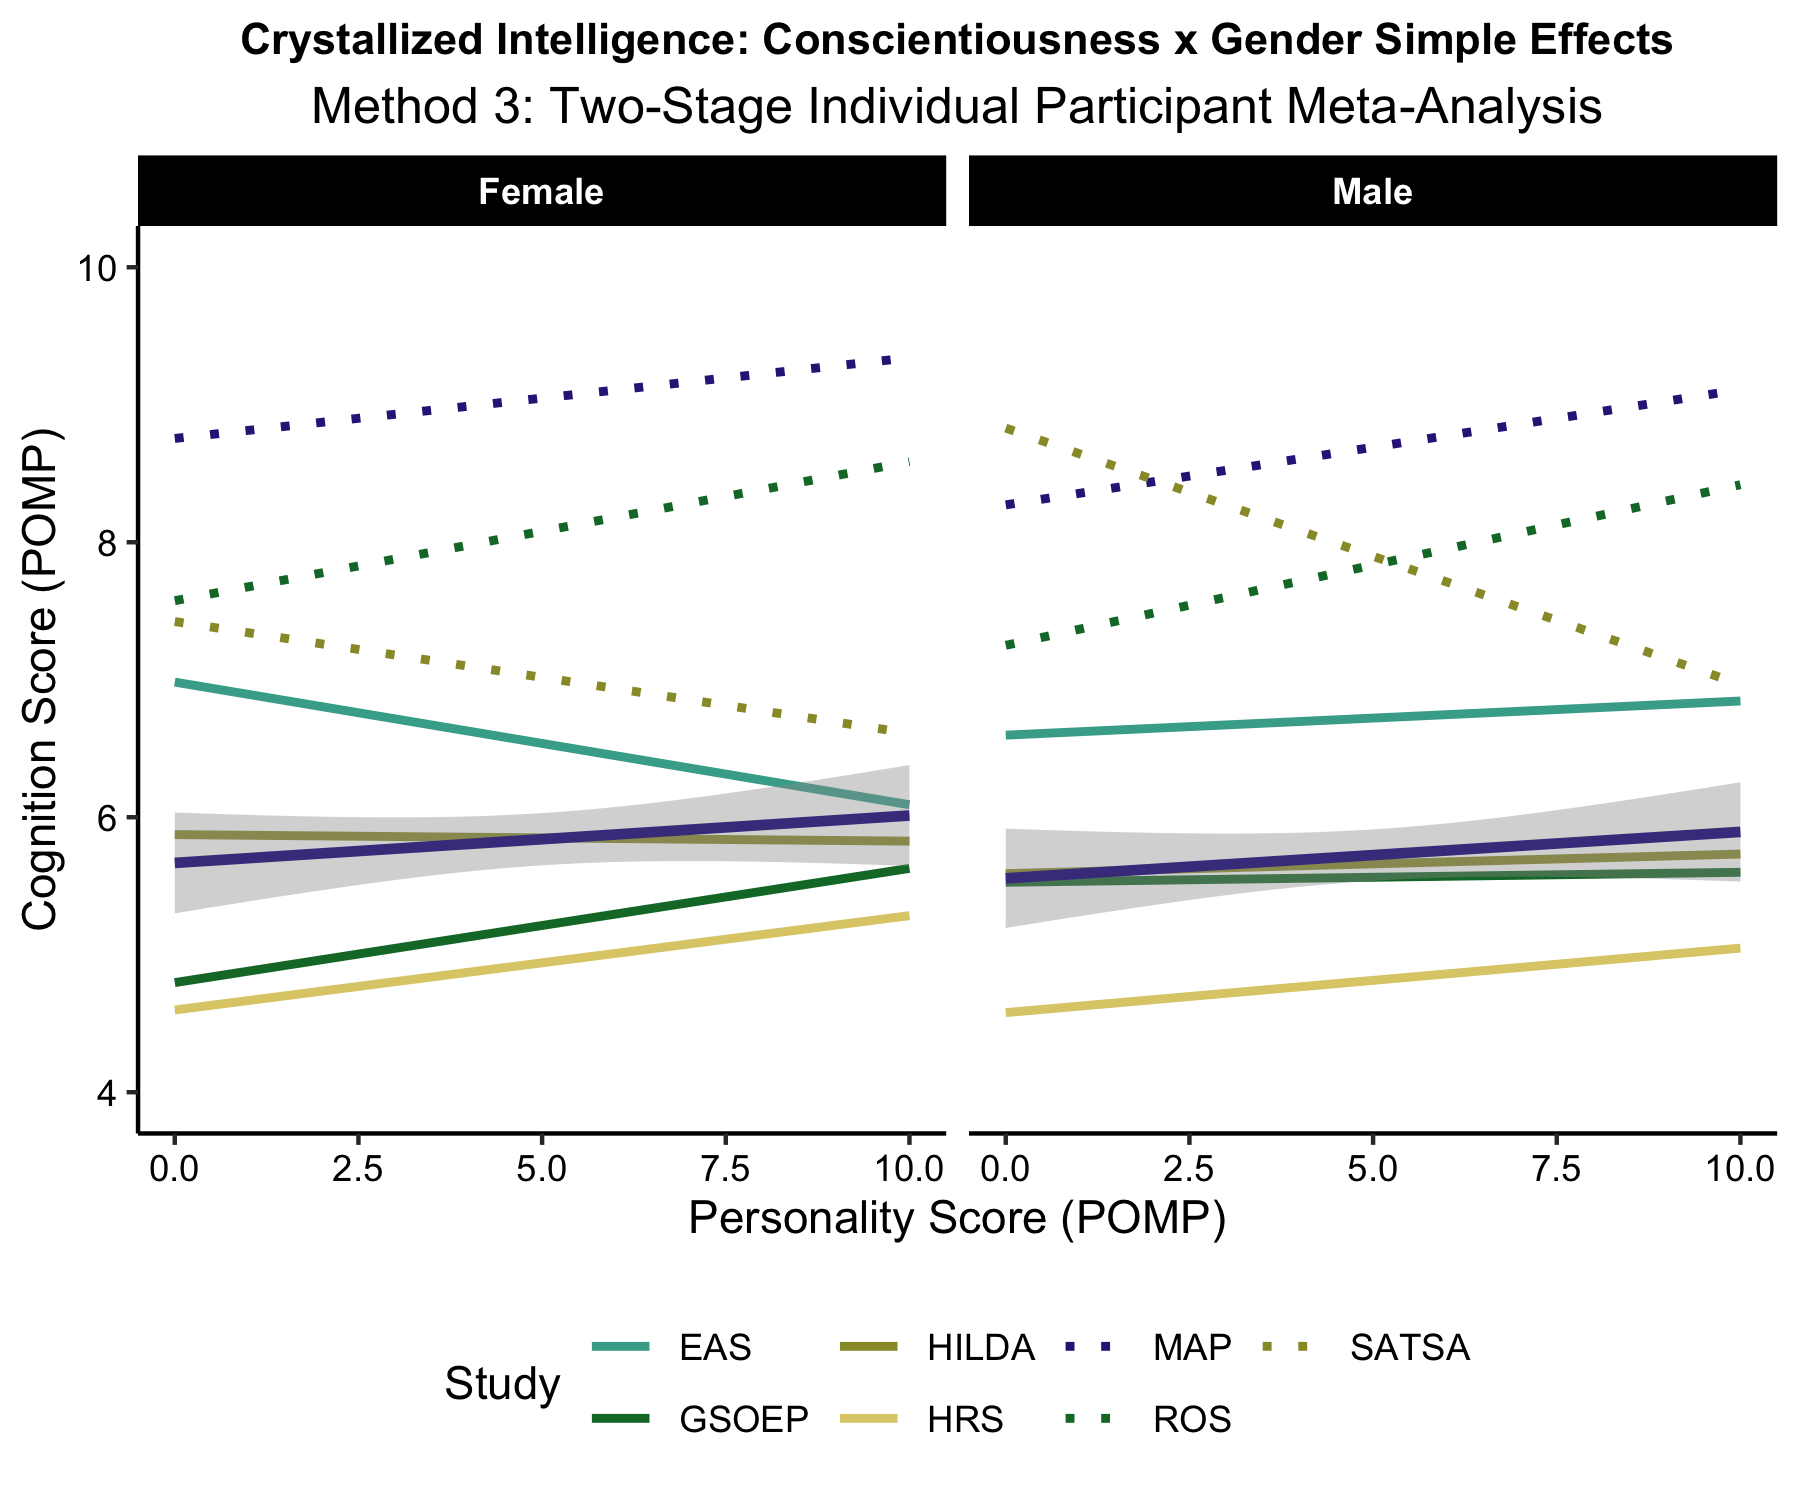 Crystallized Intelligence: Conscientiousness x Gender Simple Effects
Method 3: Two-Stage Individual Participant Meta-Analysis
Female
Male
Cognition Score (POMP)
10
8
6
4
0.0 2.5 5.0 7.5 10.0
0.0 2.5 5.0 7.5 10.0
Personality Score (POMP)
Study
EAS HILDA MAP SATSA
GSOEP HRS ROS